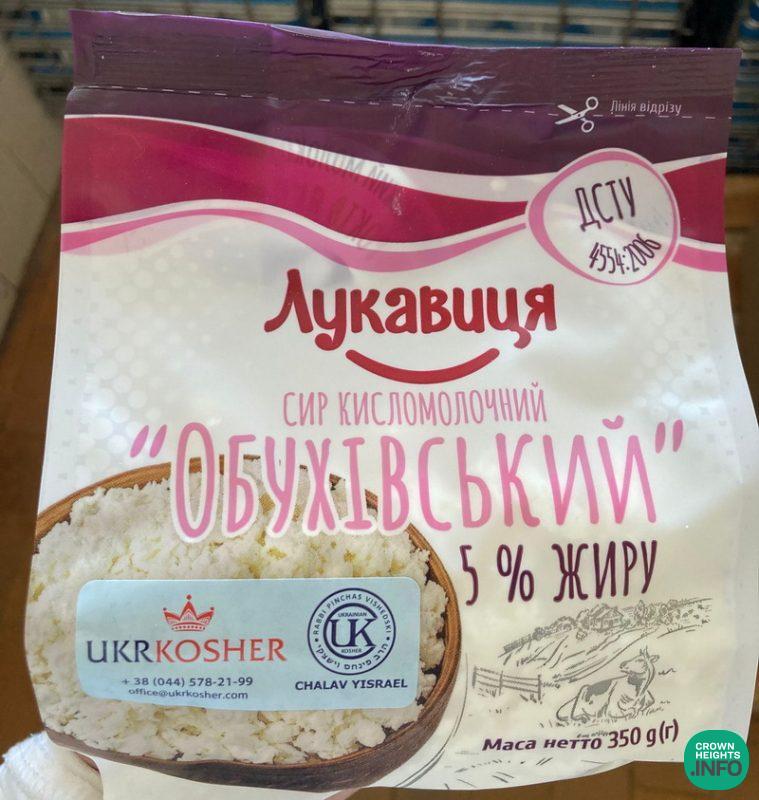 Лінія відрізу
ДСТУ
4554:2006
Лукавиця
СИР КИСЛОМОЛОЧНИЙ
"ОБУХІВСЬКИЙ"
5 % ЖИРУ
UKRKOSHER
+ 38 (044) 578-21-99
office@ukrkosher.com
RABBI PINCHAS VISHEDSKI
UKRAINIAN
UK
KOSHER
CHALAV YISRAEL
Маса нетто 350 g(г)
CROWN
HEIGHTS
.INFO